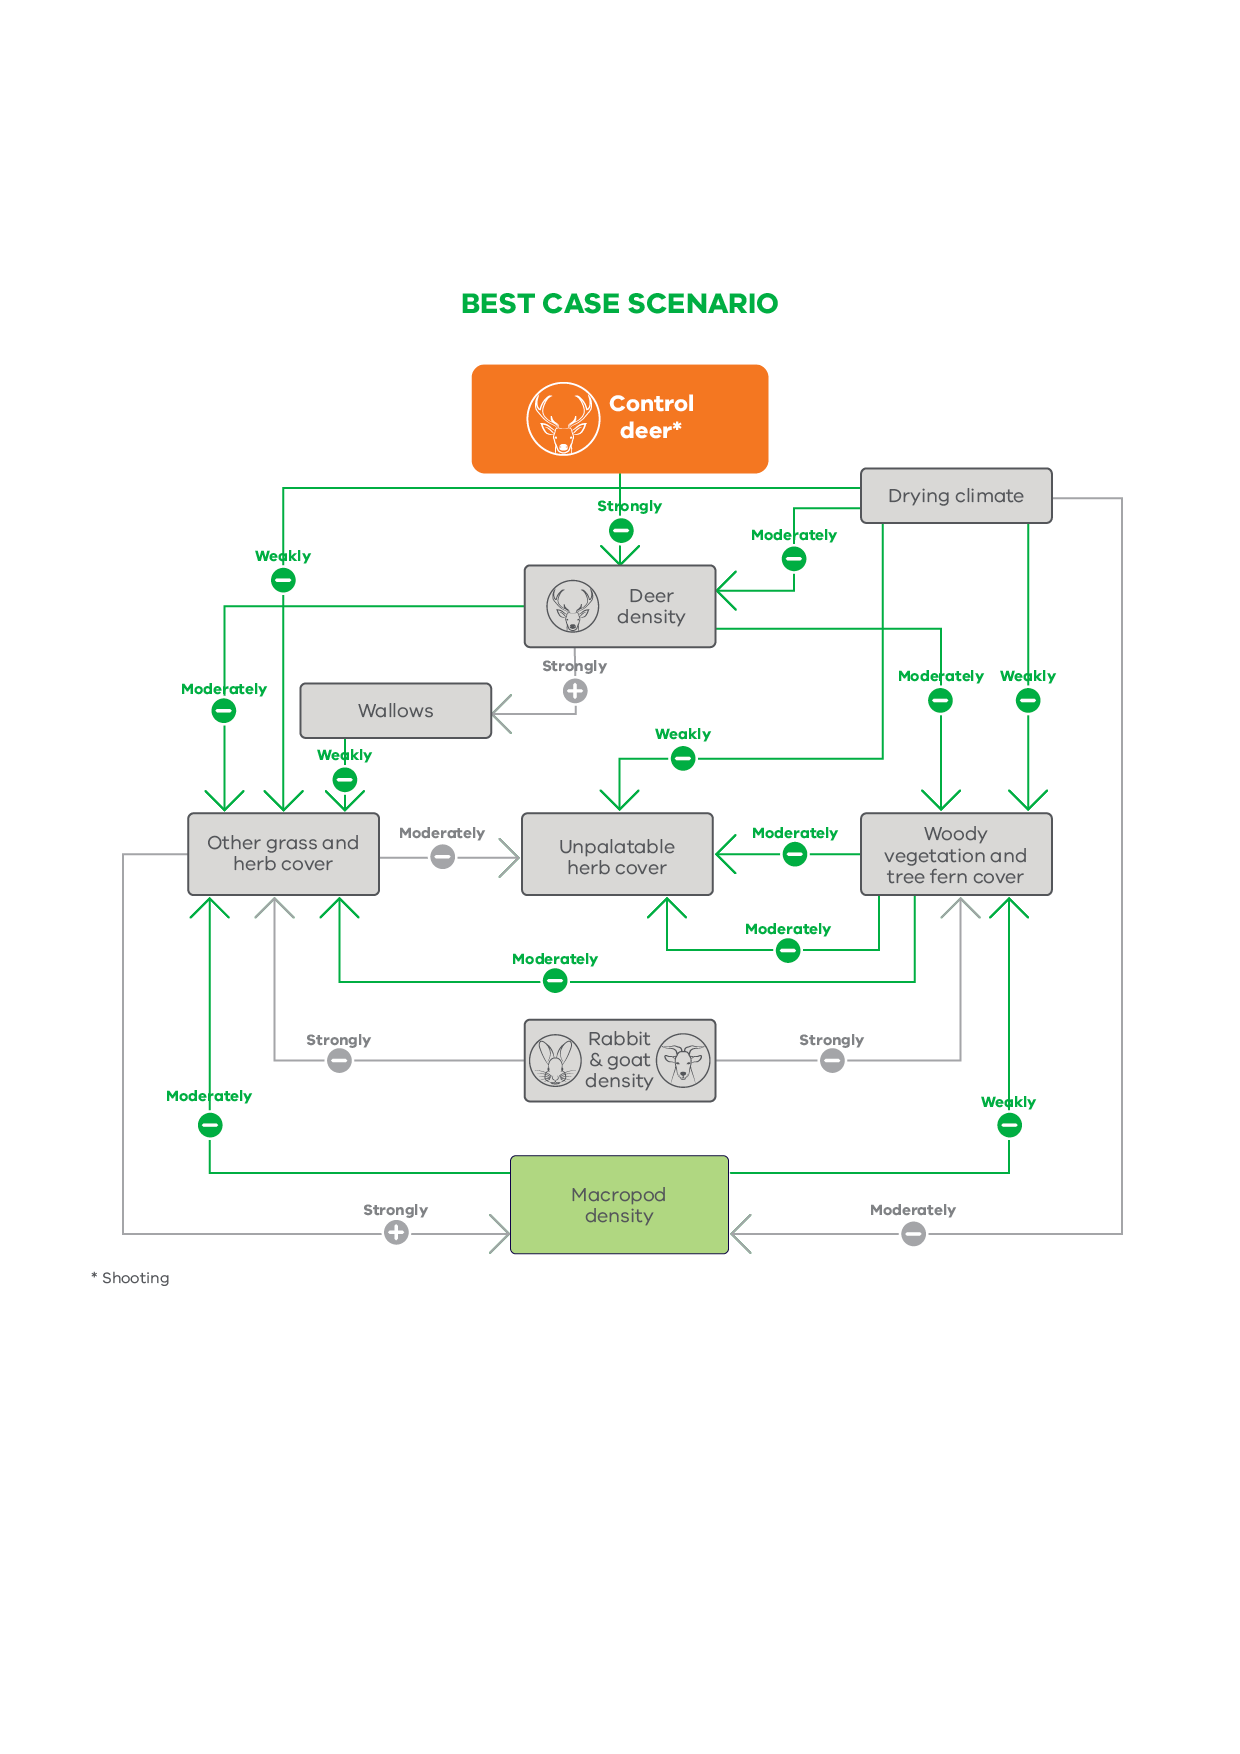 BEST CASE SCENARIO
Control
deer*
Drying climate
Strongly
Moderately
Weakly
Deer
density
Strongly
Moderately
Weakly
Moderately
Wallows
Weakly
Weakly
Other grass and
herb cover
Moderately
Unpalatable
herb cover
Moderately
Woody
vegetation and
tree fern cover
Moderately
Moderately
Strongly
Rabbit
& goat
density
Strongly
Moderately
Weakly
Macropod
density
Strongly
Moderately
* Shooting